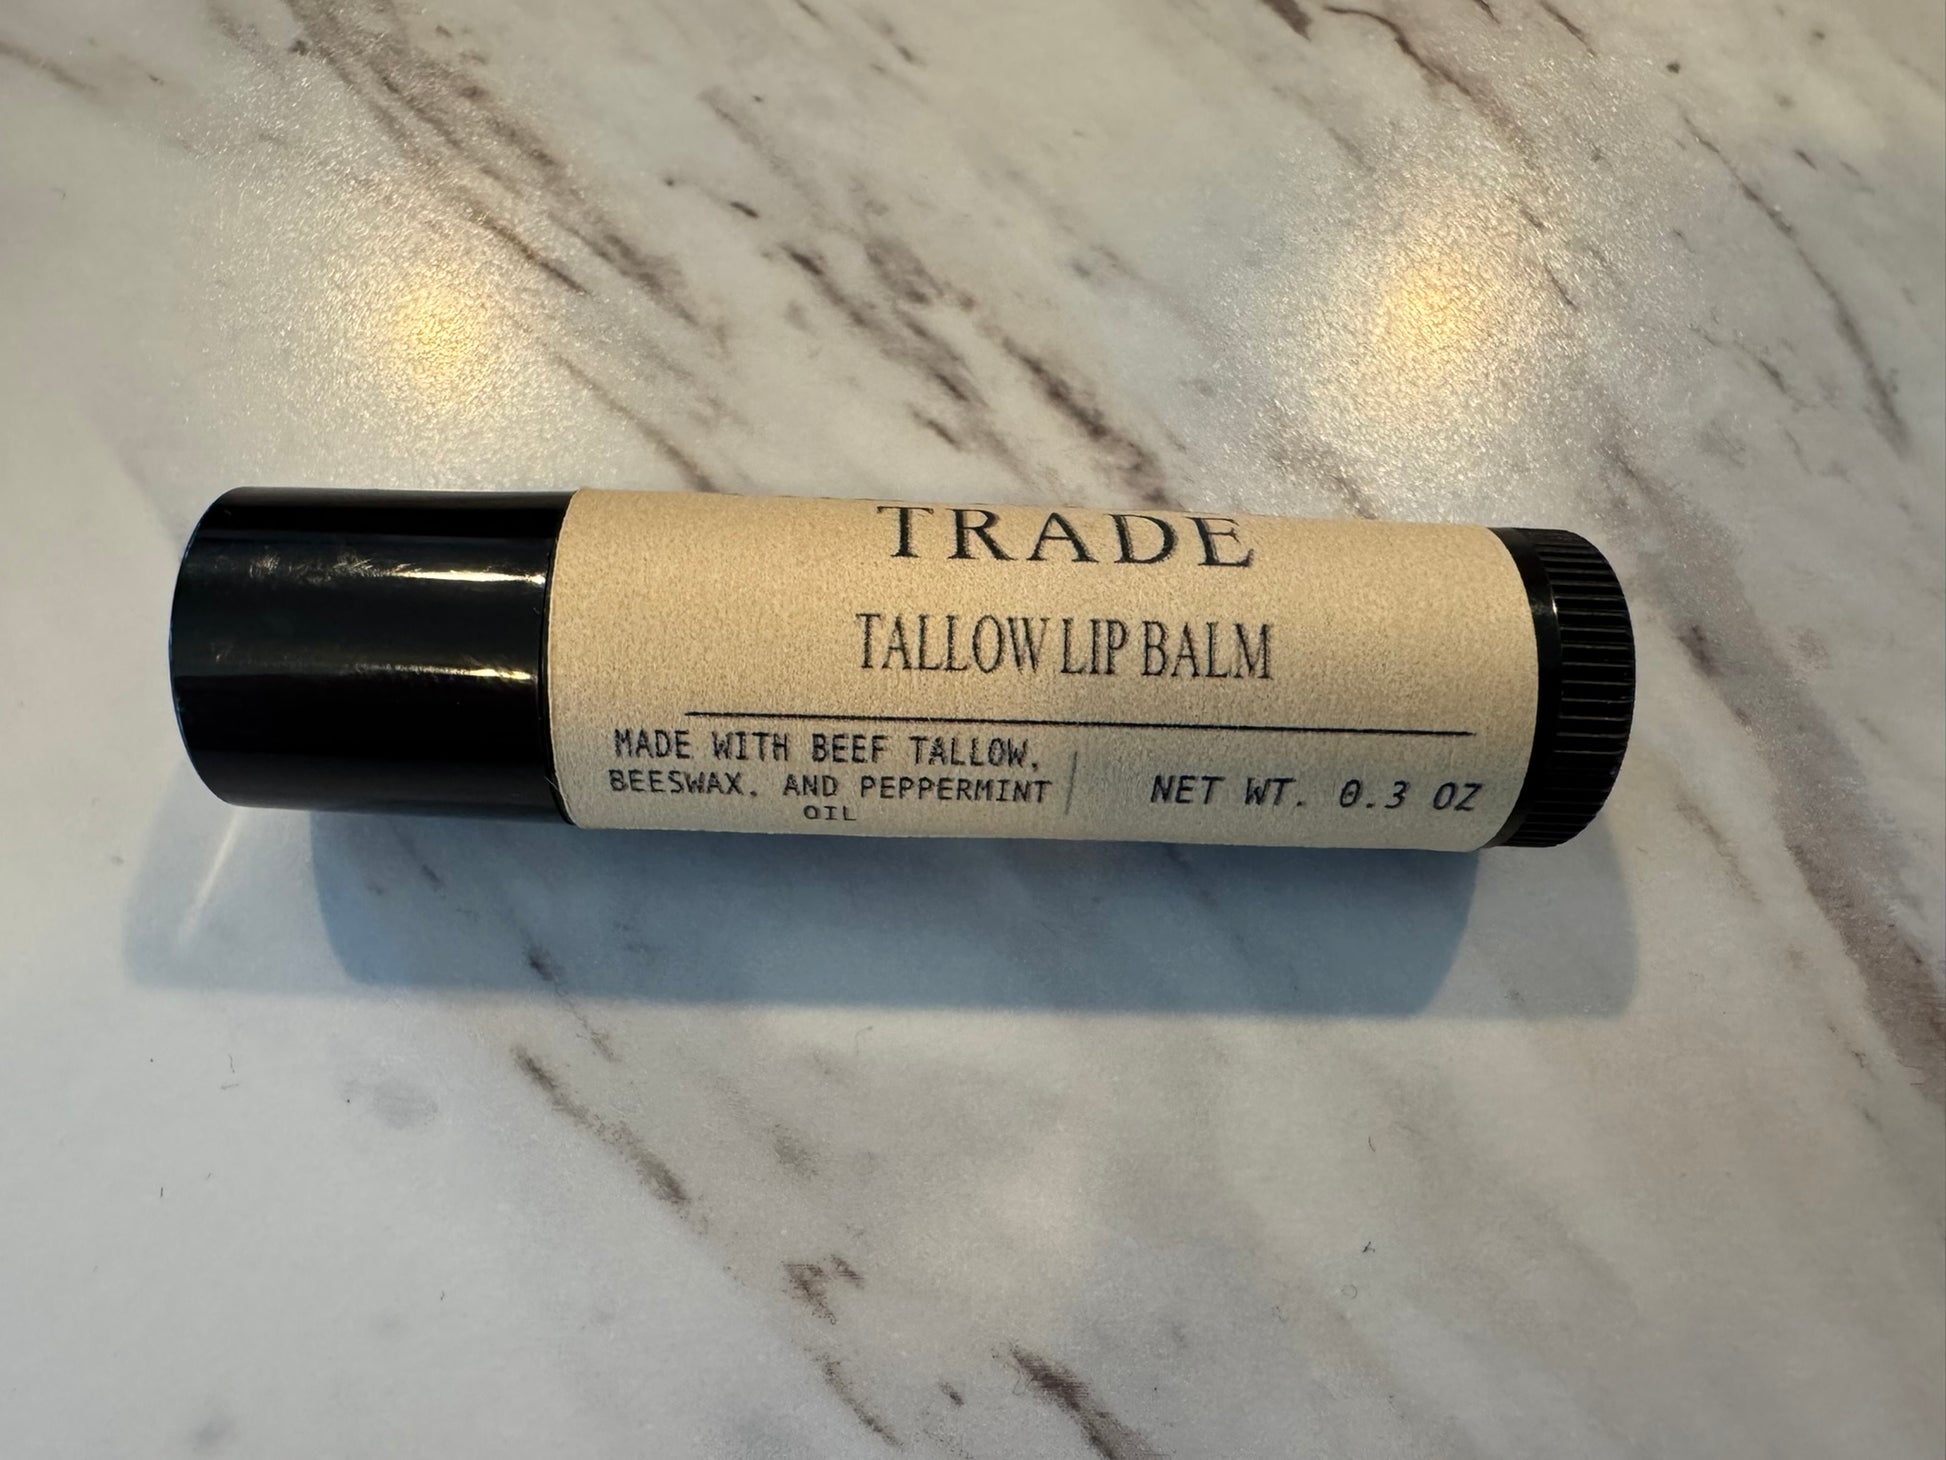 TRADE
TALLOW LIP BALM
MADE WITH BEEF TALLOW,
BEESWAX, AND PEPPERMINT
OIL
NET WT. 0.3 OZ